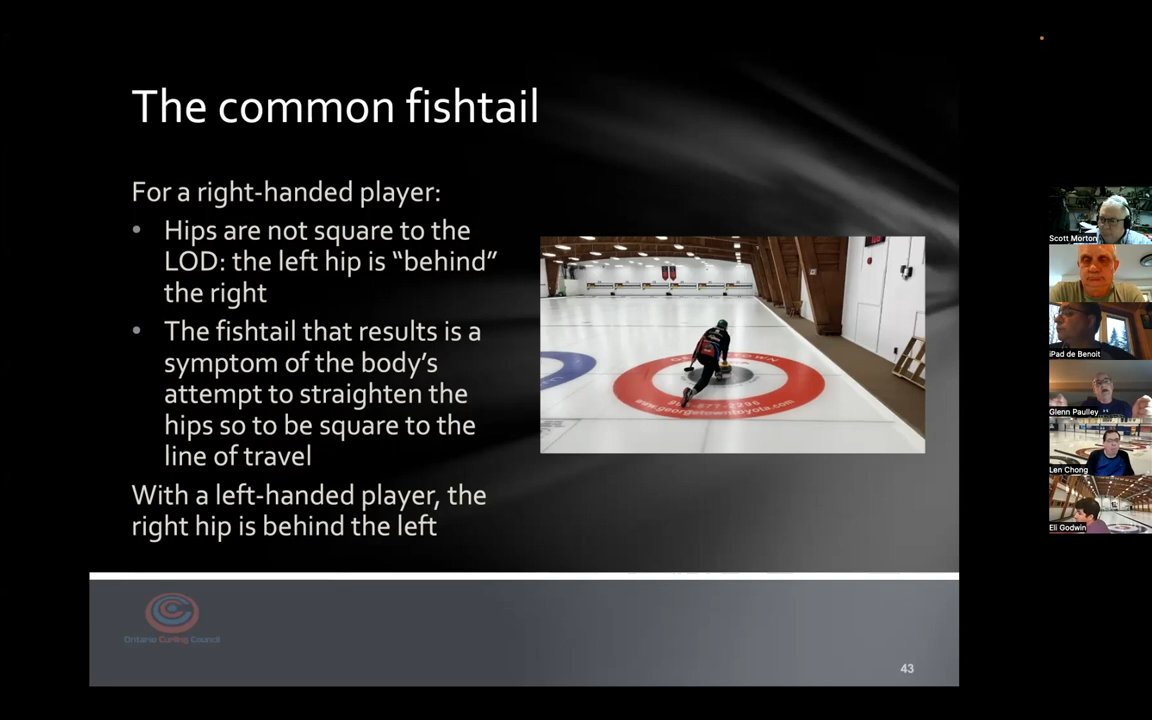 The common fishtail
For a right-handed player:
• Hips are not square to the
LOD: the left hip is “behind”
the right
• The fishtail that results is a
symptom of the body’s
attempt to straighten the
hips so to be square to the
line of travel
With a left-handed player, the
right hip is behind the left
www.georgetowntoyota.com
Ontario Curling Council
43
Scott Morton
iPad de Benoit
Glenn Paulley
Len Chong
Eli Godwin